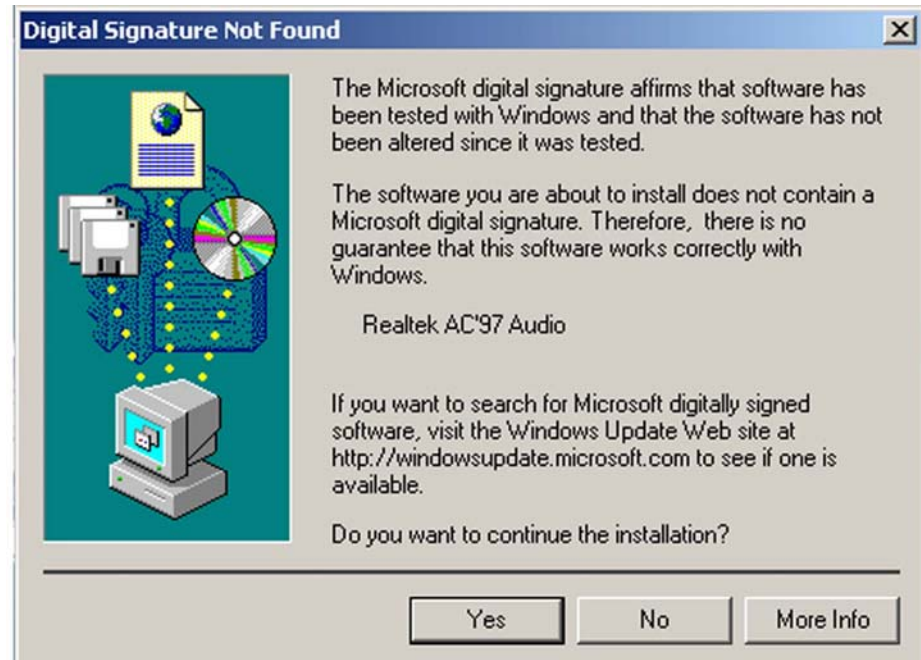 Digital Signature Not Found
The Microsoft digital signature affirms that software has
been tested with Windows and that the software has not
been altered since it was tested.
The software you are about to install does not contain a
Microsoft digital signature. Therefore,  there is no
guarantee that this software works correctly with
Windows.
Realtek AC'97 Audio
If you want to search for Microsoft digitally signed
software, visit the Windows Update Web site at
http://windowsupdate.microsoft.com to see if one is
available.
Do you want to continue the installation?
Yes
No
More Info